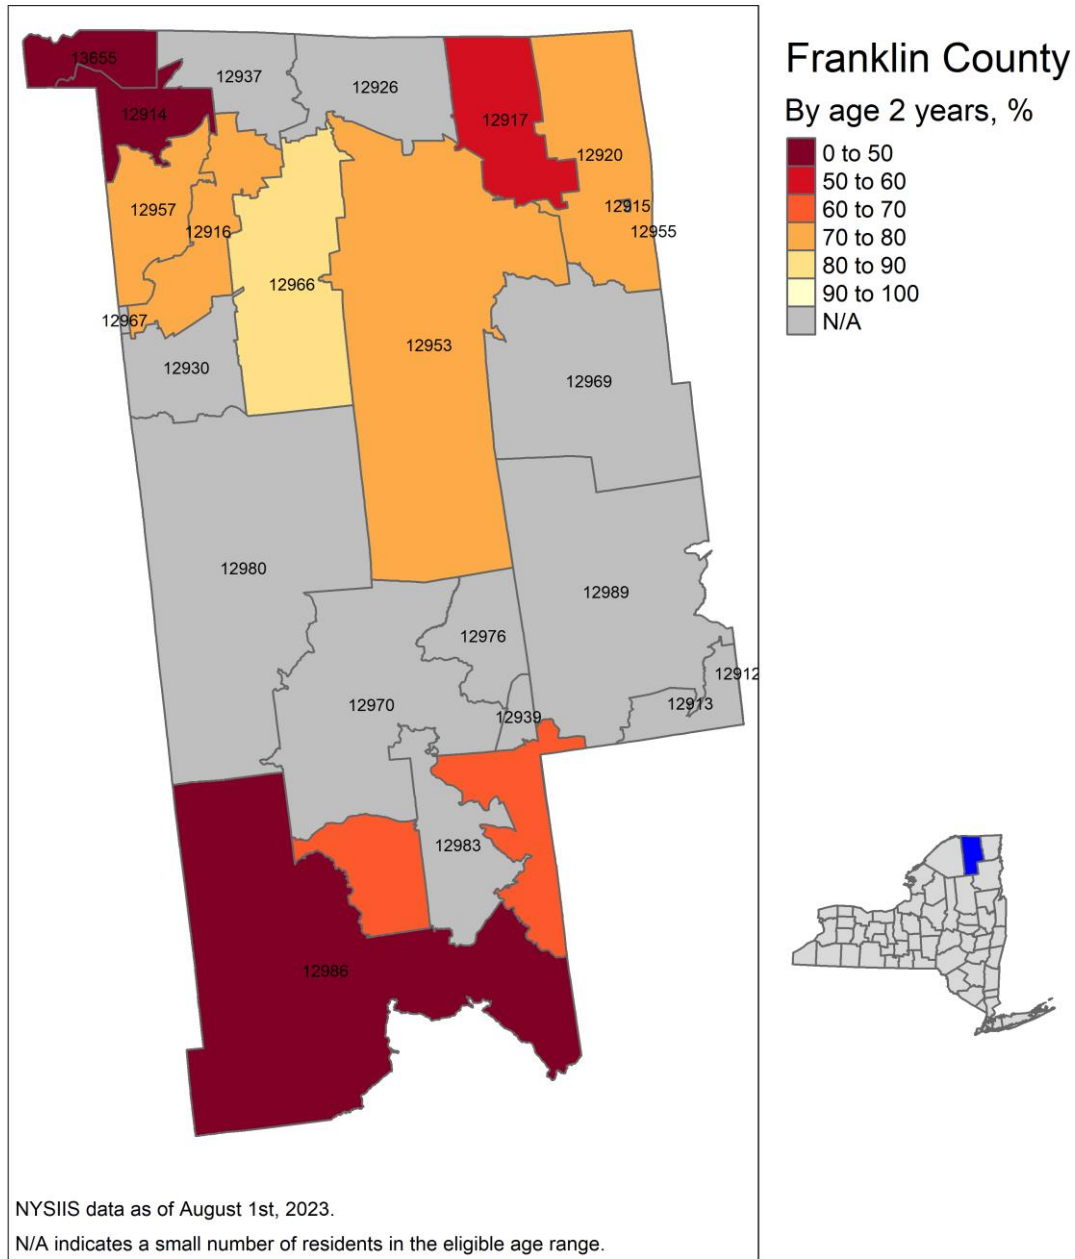 Franklin County
By age 2 years, %
0 to 50
50 to 60
60 to 70
70 to 80
80 to 90
90 to 100
N/A
13655
12937
12926
12914
12917
12920
12957
12915
12916
12955
12966
12967
12953
12930
12969
12980
12989
12976
12912
12970
12913
12939
12983
12986
NYSIIS data as of August 1st, 2023.
N/A indicates a small number of residents in the eligible age range.